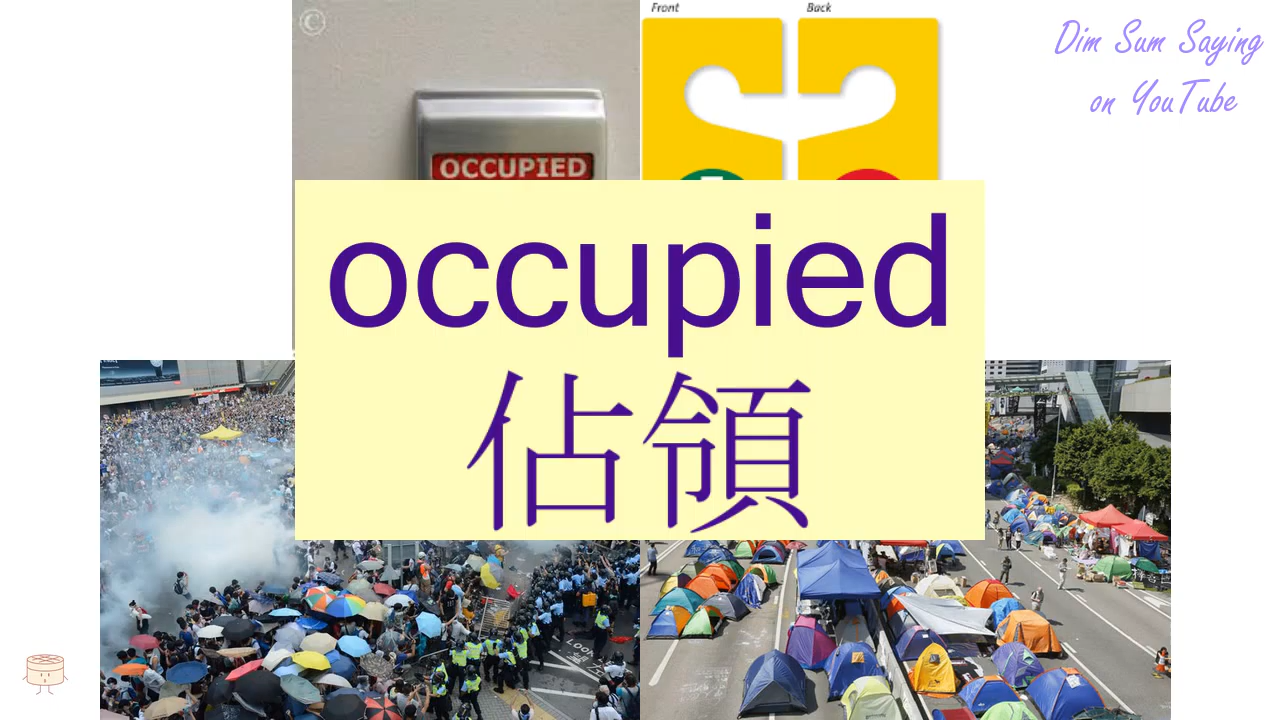 Front
Back
Dim Sum Saying
on YouTube
OCCUPIED
occupied
佔領